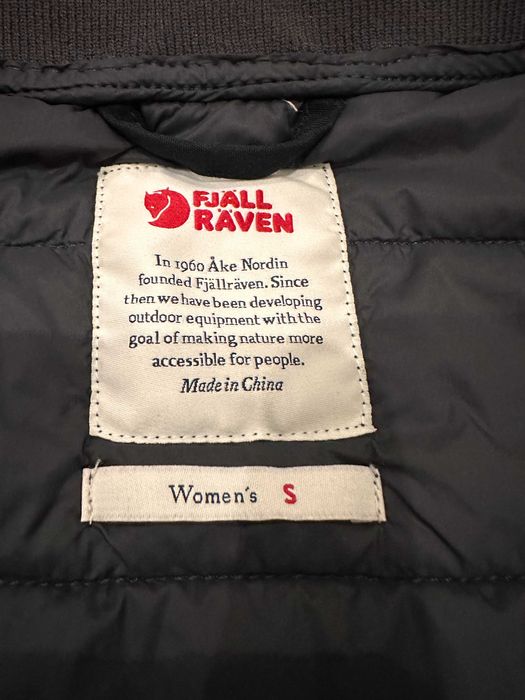 FJÄLL
RÄVEN
In 1960 Åke Nordin
founded Fjällräven. Since
then we have been developing
outdoor equipment with the
goal of making nature more
accessible for people.
Made in China
Women's S